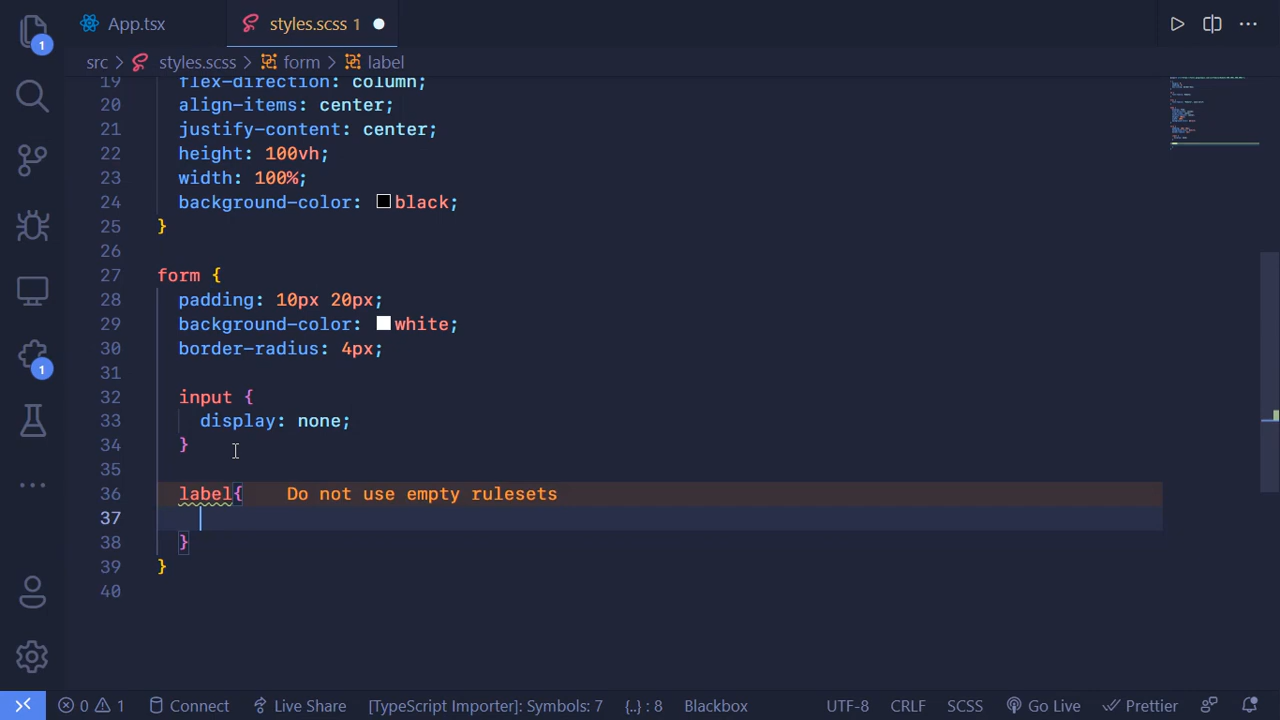 App.tsx
styles.scss 1
1
src > styles.scss > form > label
19 flex-direction: column;
20 align-items: center;
21 justify-content: center;
22 height: 100vh;
23 width: 100%;
24 background-color: black;
25 }
26
27 form {
28 padding: 10px 20px;
29 background-color: white;
30 border-radius: 4px;
31
32 input {
33 display: none;
34 }
35
36 label{ Do not use empty rulesets
37
38 }
39 }
40
1
0 1 Connect Live Share [TypeScript Importer]: Symbols: 7 {..} : 8 Blackbox UTF-8 CRLF SCSS Go Live Prettier